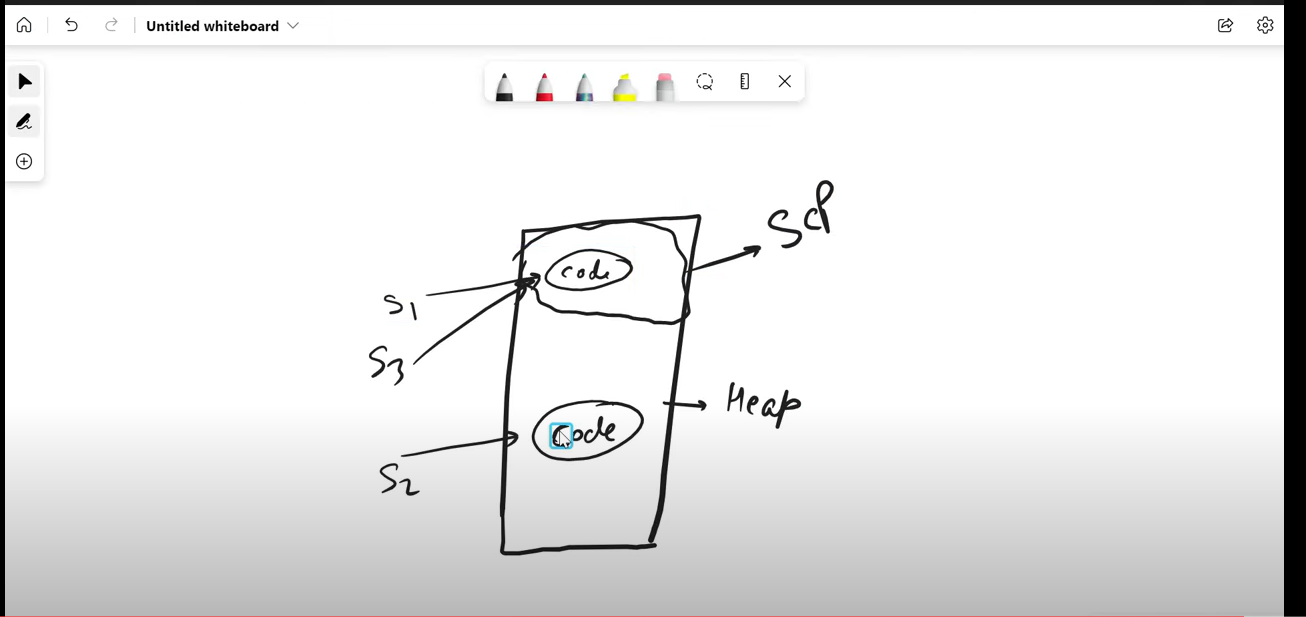 Untitled whiteboard
Scp
code
S1
S3
Heap
Code
S2